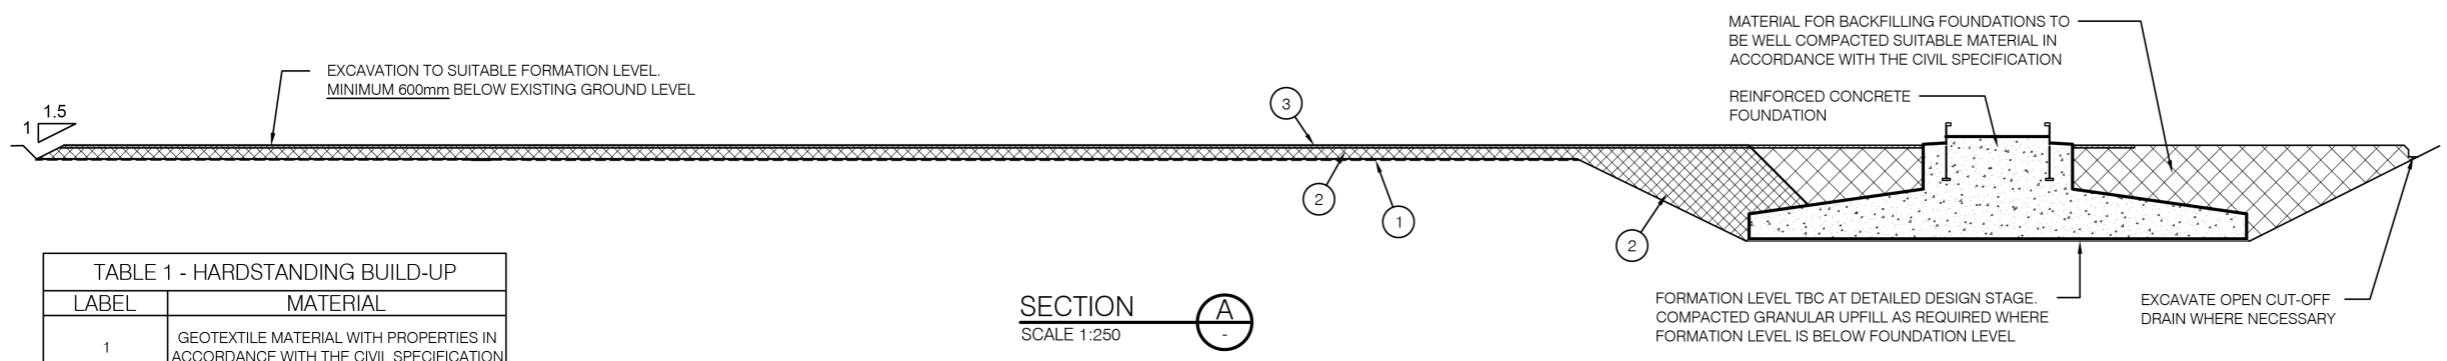 MATERIAL FOR BACKFILLING FOUNDATIONS TO
BE WELL COMPACTED SUITABLE MATERIAL IN
ACCORDANCE WITH THE CIVIL SPECIFICATION
EXCAVATION TO SUITABLE FORMATION LEVEL.
MINIMUM 600mm BELOW EXISTING GROUND LEVEL
REINFORCED CONCRETE
FOUNDATION
1.5
1
3
2
1
2
TABLE 1 - HARDSTANDING BUILD-UP
LABEL MATERIAL
1 GEOTEXTILE MATERIAL WITH PROPERTIES IN
ACCORDANCE WITH THE CIVIL SPECIFICATION
SECTION A
SCALE 1:250 -
FORMATION LEVEL TBC AT DETAILED DESIGN STAGE.
COMPACTED GRANULAR UPFILL AS REQUIRED WHERE
FORMATION LEVEL IS BELOW FOUNDATION LEVEL
EXCAVATE OPEN CUT-OFF
DRAIN WHERE NECESSARY